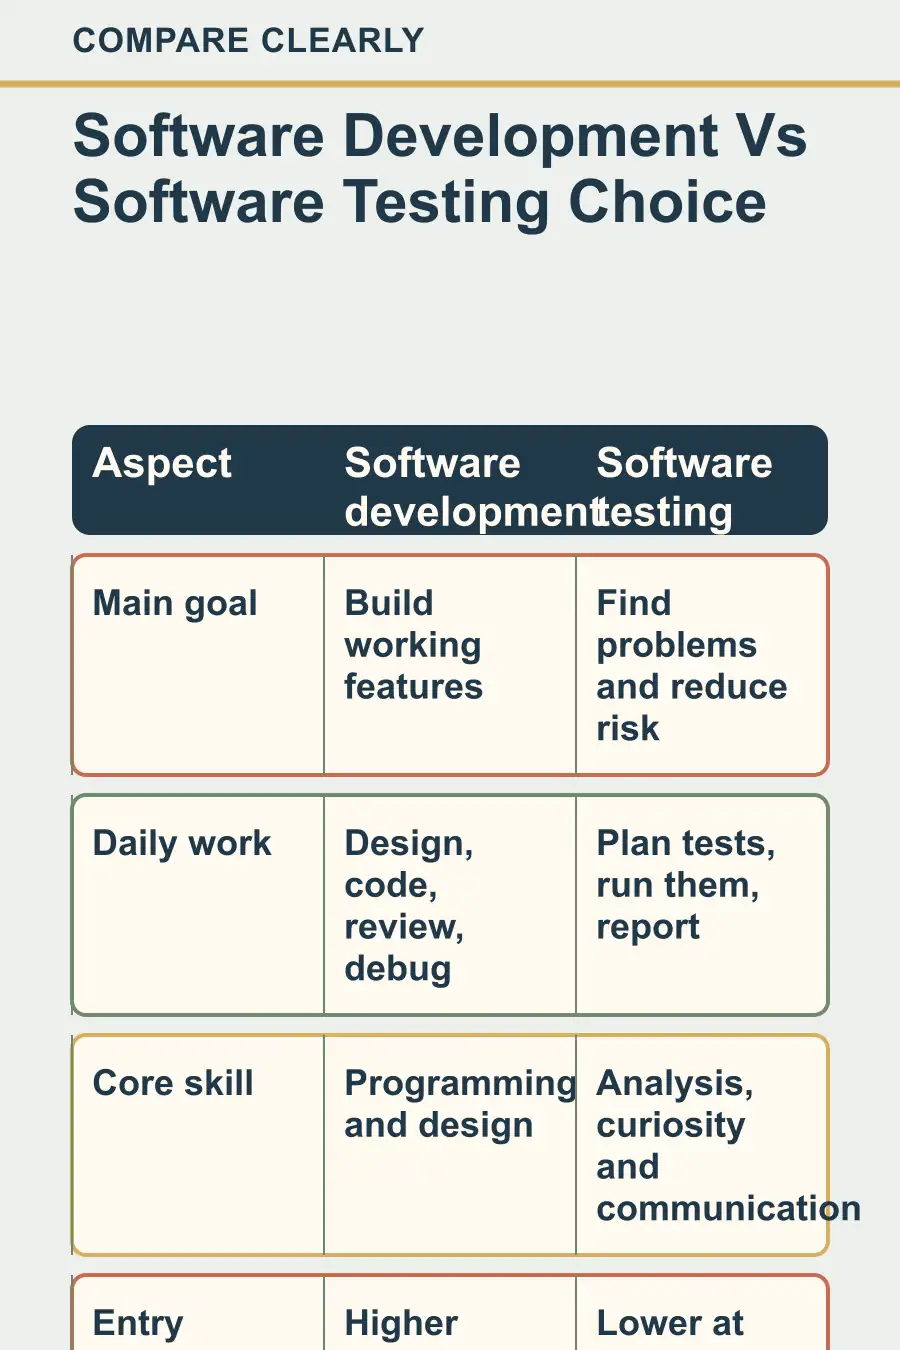 COMPARE CLEARLY
Software Development Vs
Software Testing Choice
Aspect
Software
development
Software
testing
Main goal
Build
working
features
Find
problems
and reduce
risk
Daily work
Design,
code,
review,
debug
Plan tests,
run them,
report
Core skill
Programming
and design
Analysis,
curiosity
and
communication
Entry
Higher
Lower at